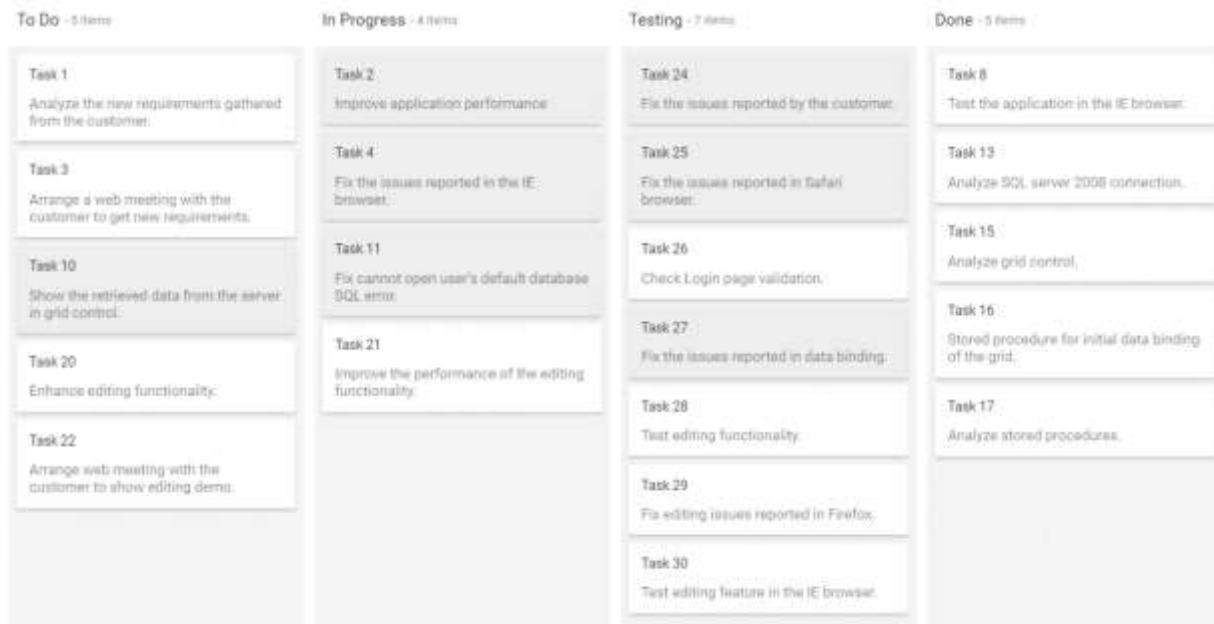 To Do - 5 items
Task 1
Analyze the new requirements gathered
from the customer.
Task 3
Arrange a web meeting with the
customer to get new requirements.
Task 10
Show the retrieved data from the server
in grid control.
Task 20
Enhance editing functionality.
Task 22
Arrange web meeting with the
customer to show editing demo.
In Progress - 4 items
Task 2
Improve application performance
Task 4
Fix the issues reported in the IE
browser.
Task 11
Fix cannot open user's default database
SQL error.
Task 21
Improve the performance of the editing
functionality.
Testing - 7 items
Task 24
Fix the issues reported by the customer.
Task 25
Fix the issues reported in Safari
browser.
Task 26
Check Login page validation.
Task 27
Fix the issues reported in data binding.
Task 28
Test editing functionality.
Task 29
Fix editing issues reported in Firefox.
Task 30
Test editing feature in the IE browser.
Done - 5 items
Task 8
Test the application in the IE browser.
Task 13
Analyze SQL server 2008 connection.
Task 15
Analyze grid control.
Task 16
Stored procedure for initial data binding
of the grid.
Task 17
Analyze stored procedures.